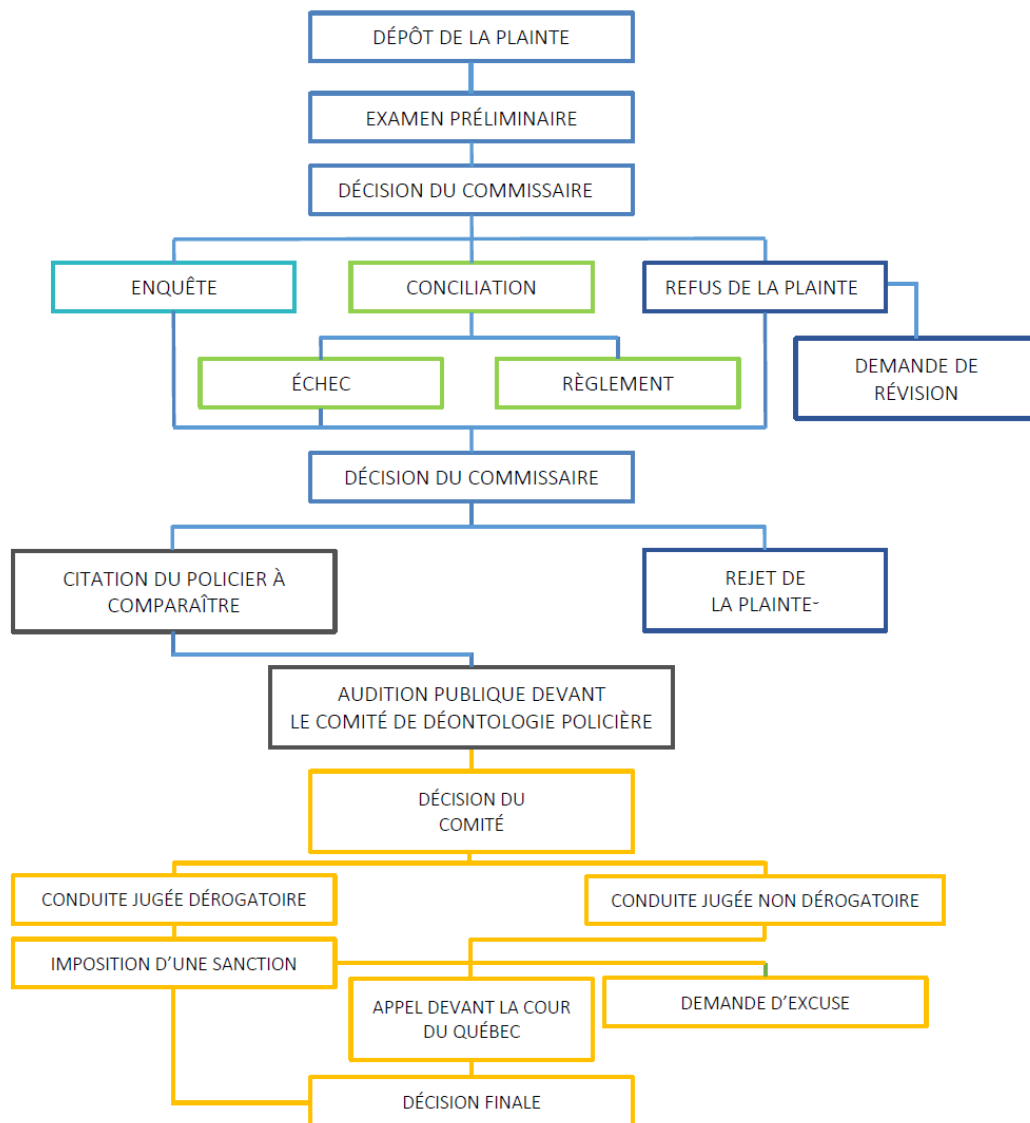 DÉPÔT DE LA PLAINTE
EXAMEN PRÉLIMINAIRE
DÉCISION DU COMMISSAIRE
ENQUÊTE
CONCILIATION
REFUS DE LA PLAINTE
ÉCHEC
RÈGLEMENT
DEMANDE DE
RÉVISION
DÉCISION DU COMMISSAIRE
CITATION DU POLICIER À
COMPARAÎTRE
REJET DE
LA PLAINTE-
AUDITION PUBLIQUE DEVANT
LE COMITÉ DE DÉONTOLOGIE POLICIÈRE
DÉCISION DU
COMITÉ
CONDUITE JUGÉE DÉROGATOIRE
CONDUITE JUGÉE NON DÉROGATOIRE
IMPOSITION D’UNE SANCTION
APPEL DEVANT LA COUR
DU QUÉBEC
DEMANDE D’EXCUSE
DÉCISION FINALE